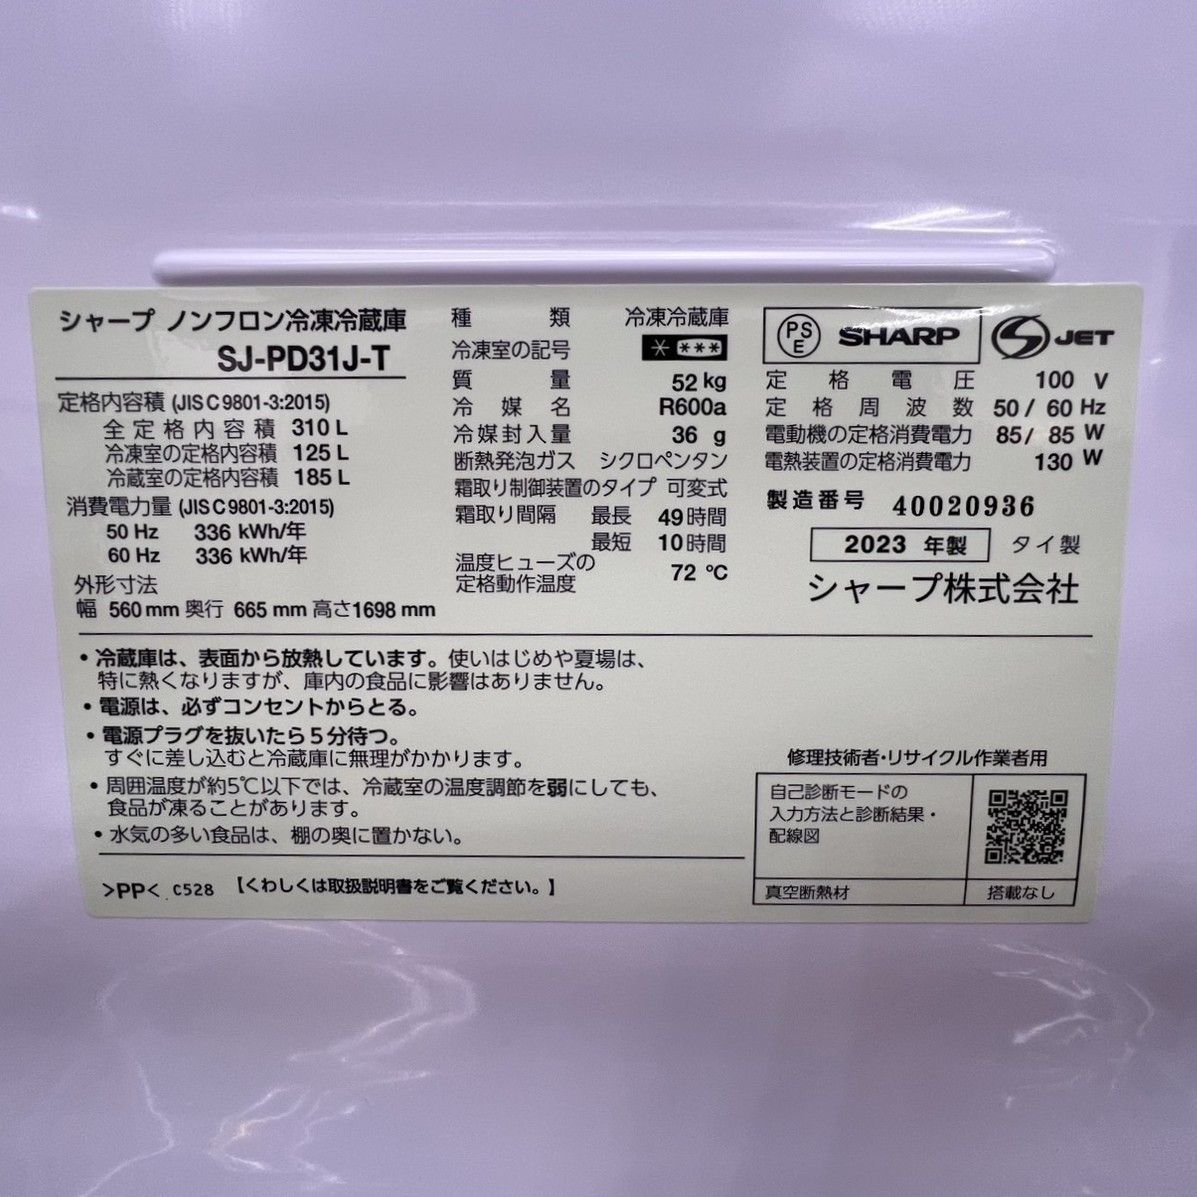 シャープ ノンフロン冷凍冷蔵庫
SJ-PD31J-T
定格内容積 (JIS C 9801-3:2015)
全定格内容積 310 L
冷凍室の定格内容積 125 L
冷蔵室の定格内容積 185 L
消費電力量 (JIS C 9801-3:2015)
50 Hz 336 kWh/年
60 Hz 336 kWh/年
外形寸法
幅 560 mm 奥行 665 mm 高さ 1698 mm
種類 冷凍冷蔵庫
冷凍室の記号 * ***
質量 52 kg
冷媒名 R600a
冷媒封入量 36 g
断熱発泡ガス シクロペンタン
霜取り制御装置のタイプ 可変式
霜取り間隔 最長 49時間
最短 10時間
温度ヒューズの
定格動作温度 72 ℃
PS E SHARP S JET
定格電圧 100 V
定格周波数 50 / 60 Hz
電動機の定格消費電力 85 / 85 W
電熱装置の定格消費電力 130 W
製造番号 40020936
2023 年製 タイ製
シャープ株式会社
・冷蔵庫は、表面から放熱しています。使いはじめや夏場は、
特に熱くなりますが、庫内の食品に影響はありません。
・電源は、必ずコンセントからとる。
・電源プラグを抜いたら5分待つ。
すぐに差し込むと冷蔵庫に無理がかかります。
・周囲温度が約5℃以下では、冷蔵室の温度調節を弱にしても、
食品が凍ることがあります。
・水気の多い食品は、棚の奥に置かない。
>PP< C528 【くわしくは取扱説明書をご覧ください。】
修理技術者・リサイクル作業者用
自己診断モードの
入力方法と診断結果・
配線図
真空断熱材 搭載なし